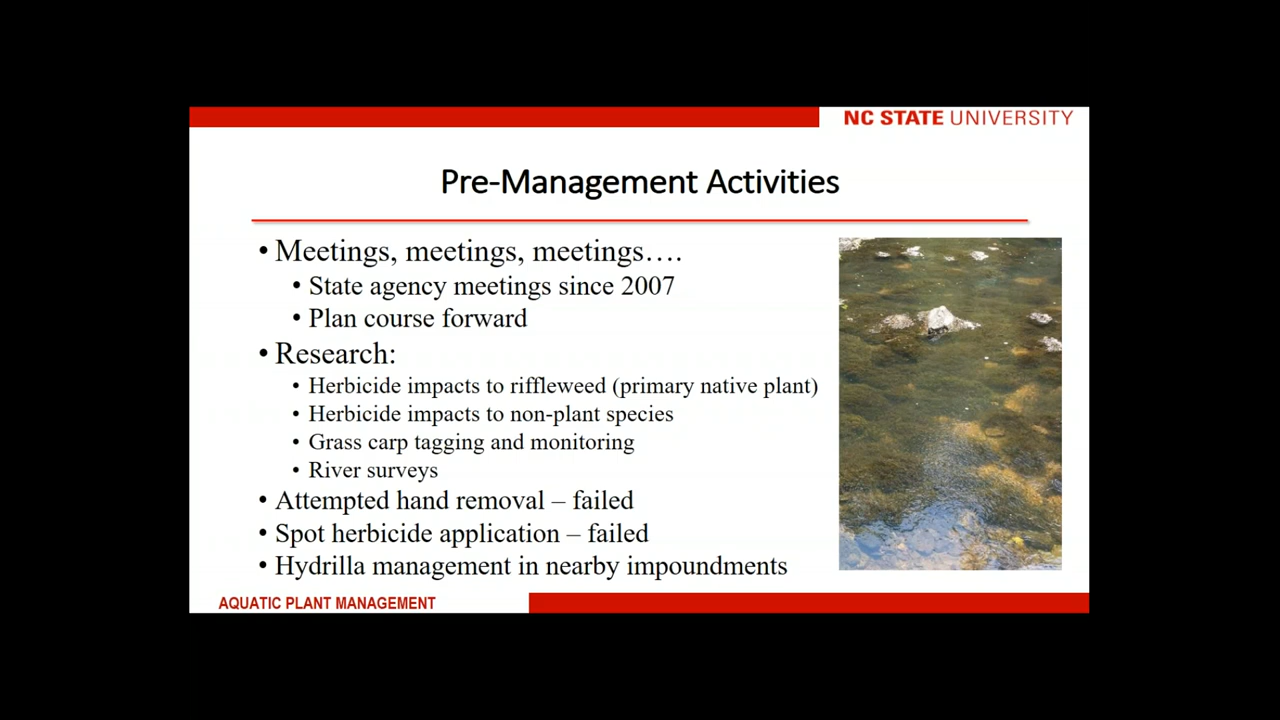 NC STATE UNIVERSITY
Pre-Management Activities
• Meetings, meetings, meetings….
• State agency meetings since 2007
• Plan course forward
• Research:
• Herbicide impacts to riffleweed (primary native plant)
• Herbicide impacts to non-plant species
• Grass carp tagging and monitoring
• River surveys
• Attempted hand removal – failed
• Spot herbicide application – failed
• Hydrilla management in nearby impoundments
AQUATIC PLANT MANAGEMENT